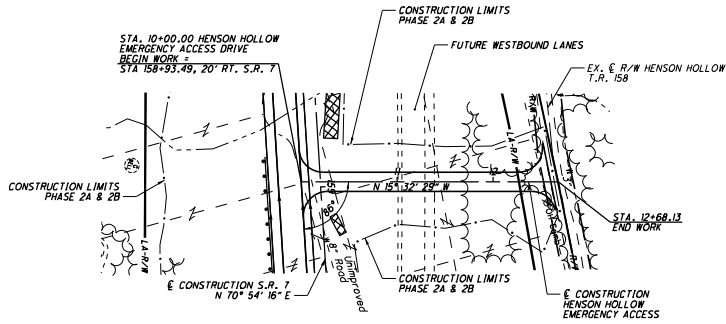 CONSTRUCTION LIMITS
PHASE 2A & 2B
STA. 10+00.00 HENSON HOLLOW
EMERGENCY ACCESS DRIVE
BEGIN WORK =
STA 158+93.49, 20' RT. S.R. 7
FUTURE WESTBOUND LANES
EX. ℄ R/W HENSON HOLLOW
T.R. 158
CONSTRUCTION LIMITS
PHASE 2A & 2B
LA-R/W
N 15° 32' 29" W
11
12
LA-R/W
R/W
STA. 12+68.13
END WORK
8" Road
Unimproved
℄ CONSTRUCTION S.R. 7
N 70° 54' 16" E
CONSTRUCTION LIMITS
PHASE 2A & 2B
℄ CONSTRUCTION
HENSON HOLLOW
EMERGENCY ACCESS